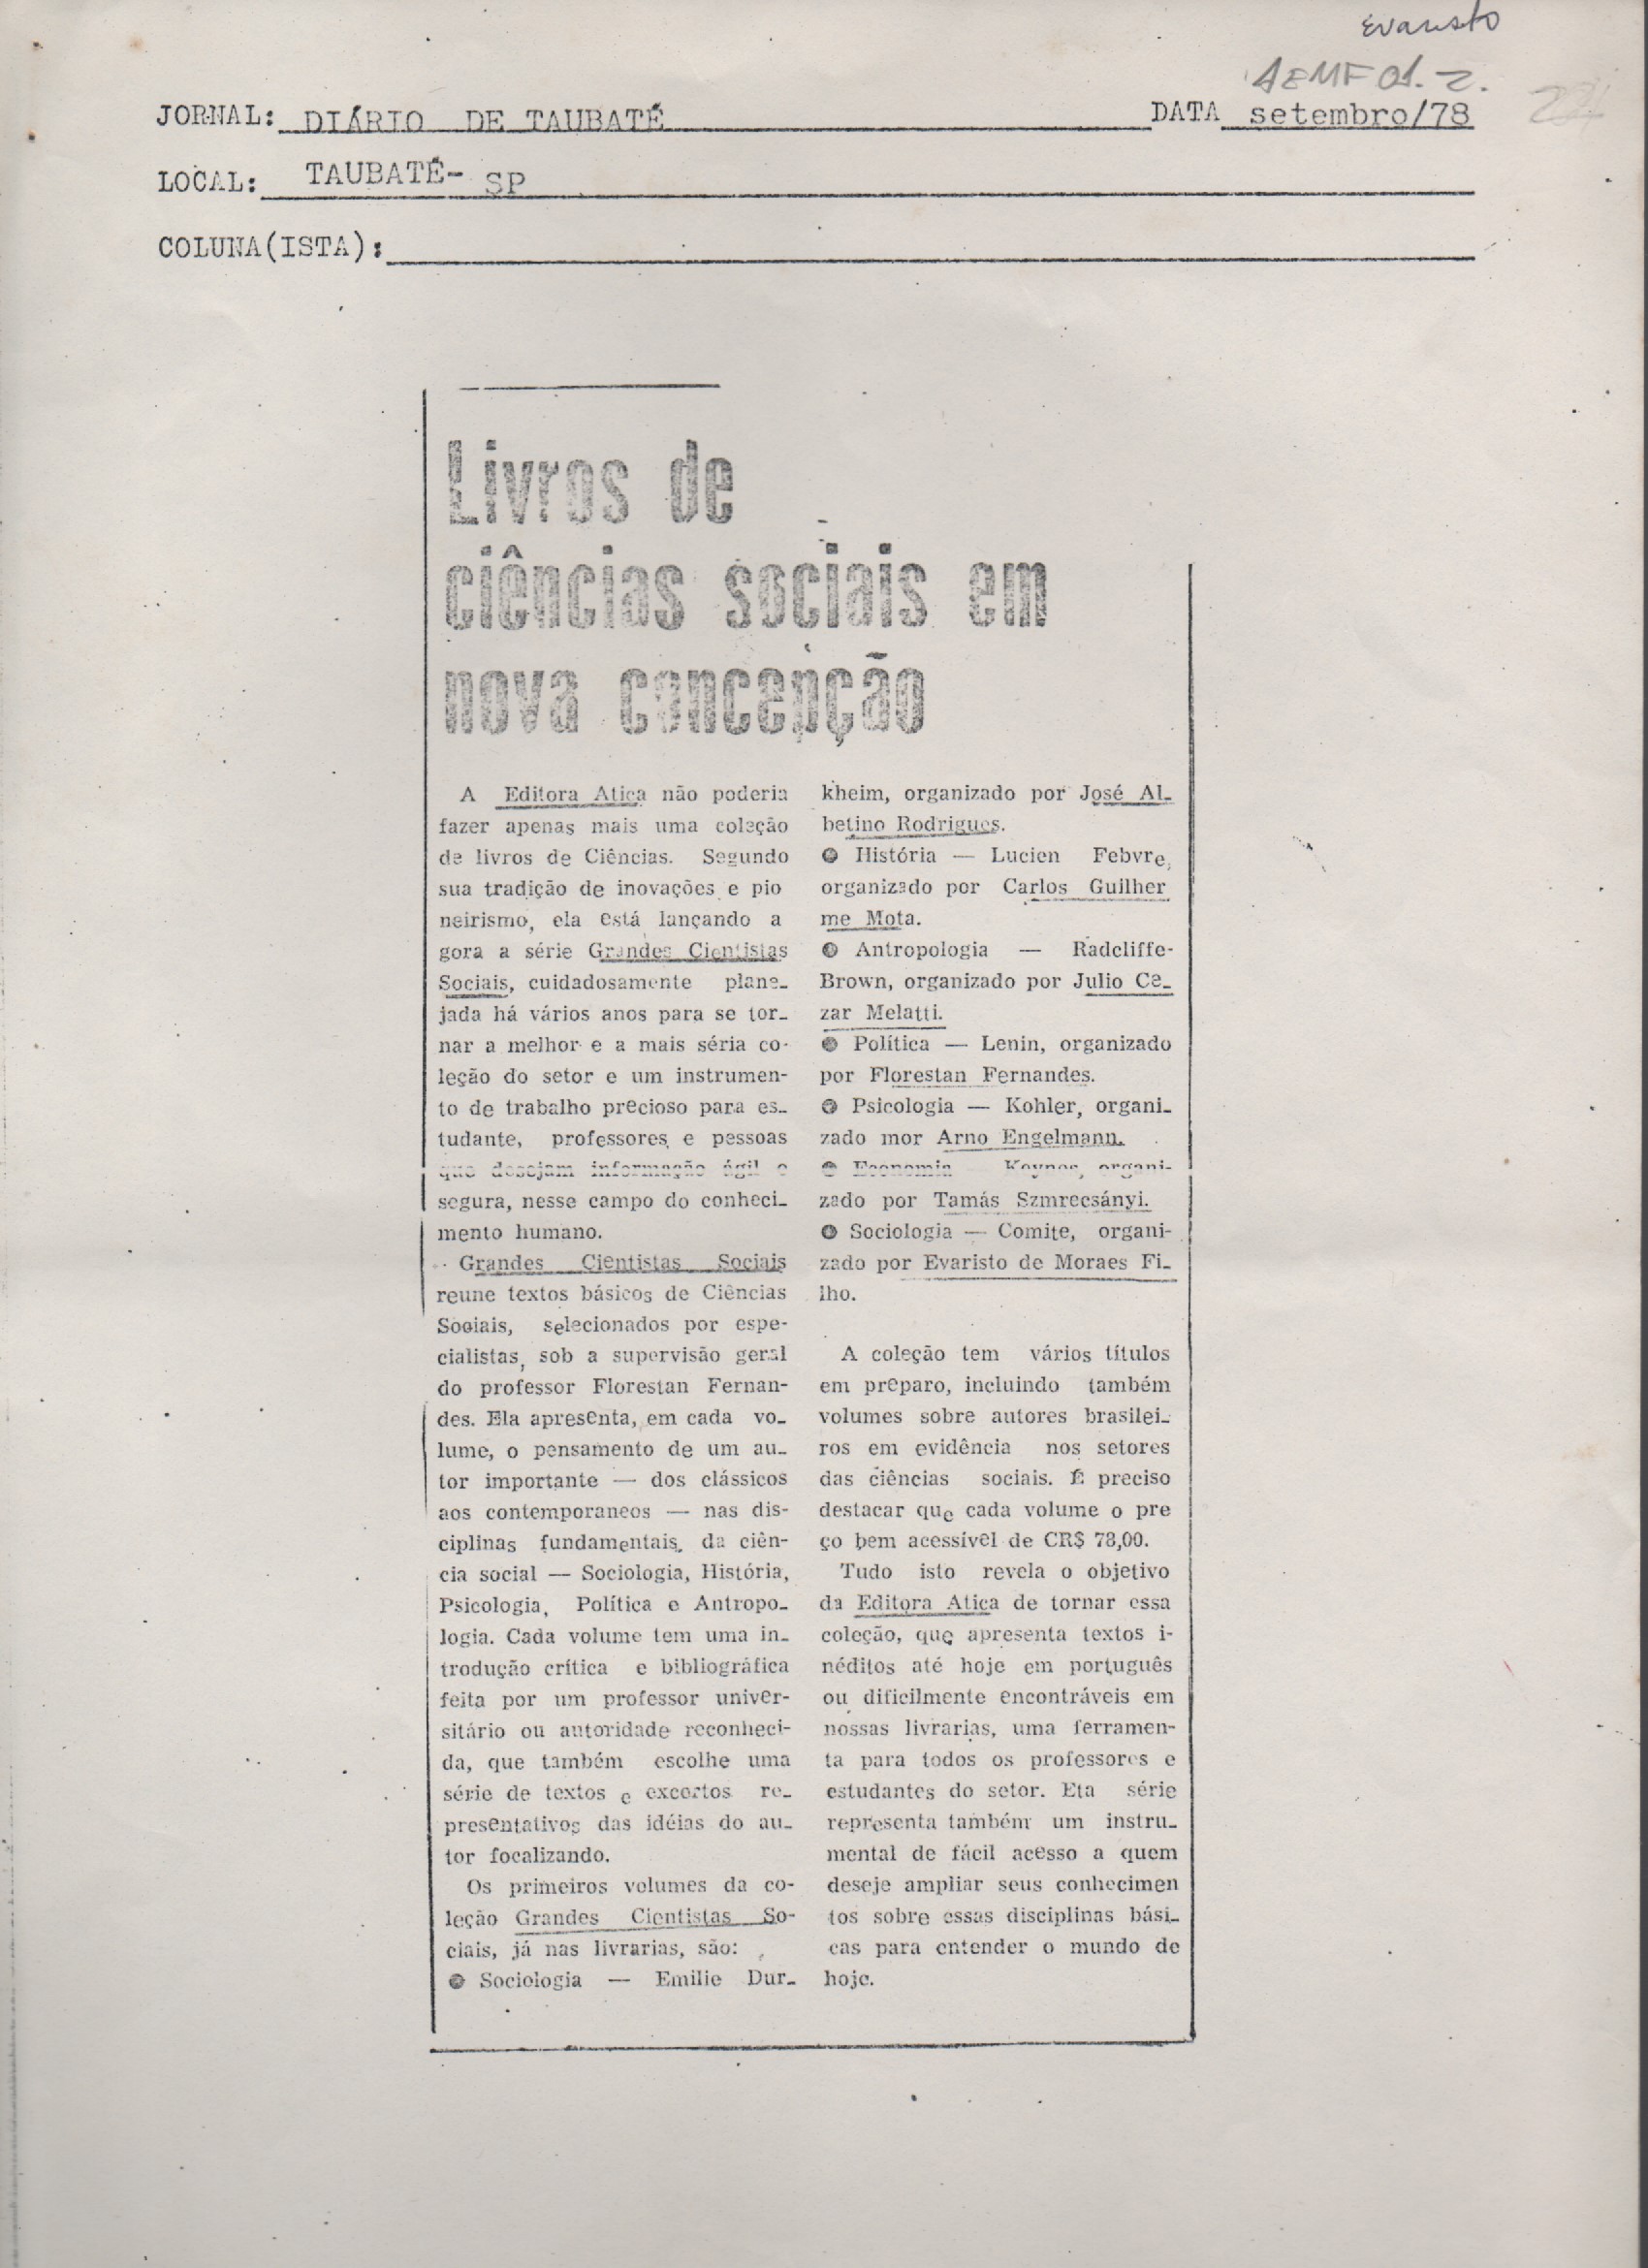 Evaristo
AEMF 01.2.
JORNAL: DIÁRIO DE TAUBATÉ DATA setembro/78
LOCAL: TAUBATÉ- SP
COLUNA(ISTA):
Livros de
ciências sociais em
nova concepção
A Editora Atica não poderia
fazer apenas mais uma coleção
de livros de Ciências. Segundo
sua tradição de inovações e pio
neirismo, ela está lançando a
gora a série Grandes Cientistas
Sociais, cuidadosamente plane-
jada há vários anos para se tor-
nar a melhor e a mais séria co-
leção do setor e um instrumen-
to de trabalho precioso para es-
tudante, professores e pessoas
que desejam informação ágil e
segura, nesse campo do conheci-
mento humano.
Grandes Cientistas Sociais
reune textos básicos de Ciências
Sociais, selecionados por espe-
cialistas, sob a supervisão geral
do professor Florestan Fernan-
des. Ela apresenta, em cada vo-
lume, o pensamento de um au-
tor importante — dos clássicos
aos contemporaneos — nas dis-
ciplinas fundamentais, da ciên-
cia social — Sociologia, História,
Psicologia, Política e Antropo-
logia. Cada volume tem uma in-
trodução crítica e bibliográfica
feita por um professor univer-
sitário ou autoridade reconheci-
da, que também escolhe uma
série de textos e excertos re-
presentativos das idéias do au-
tor focalizando.
Os primeiros volumes da co-
leção Grandes Cientistas So-
ciais, já nas livrarias, são:
Sociologia — Emilie Dur-
kheim, organizado por José Al-
betino Rodrigues.
História — Lucien Febvre,
organizado por Carlos Guilher
me Mota.
Antropologia — Radcliffe-
Brown, organizado por Julio Ce-
zar Melatti.
Política — Lenin, organizado
por Florestan Fernandes.
Psicologia — Kohler, organi-
zado mor Arno Engelmann.
Economia Keynes, organi-
zado por Tamás Szmrecsányi.
Sociologia — Comite, organi-
zado por Evaristo de Moraes Fi-
lho.
A coleção tem vários títulos
em preparo, incluindo também
volumes sobre autores brasilei-
ros em evidência nos setores
das ciências sociais. É preciso
destacar que cada volume o pre
ço bem acessível de CR$ 78,00.
Tudo isto revela o objetivo
da Editora Atica de tornar essa
coleção, que apresenta textos i-
néditos até hoje em português
ou dificilmente encontráveis em
nossas livrarias, uma ferramen-
ta para todos os professores e
estudantes do setor. Eta série
representa também um instru-
mental de fácil acesso a quem
deseje ampliar seus conhecimen
tos sobre essas disciplinas bási-
cas para entender o mundo de
hoje.